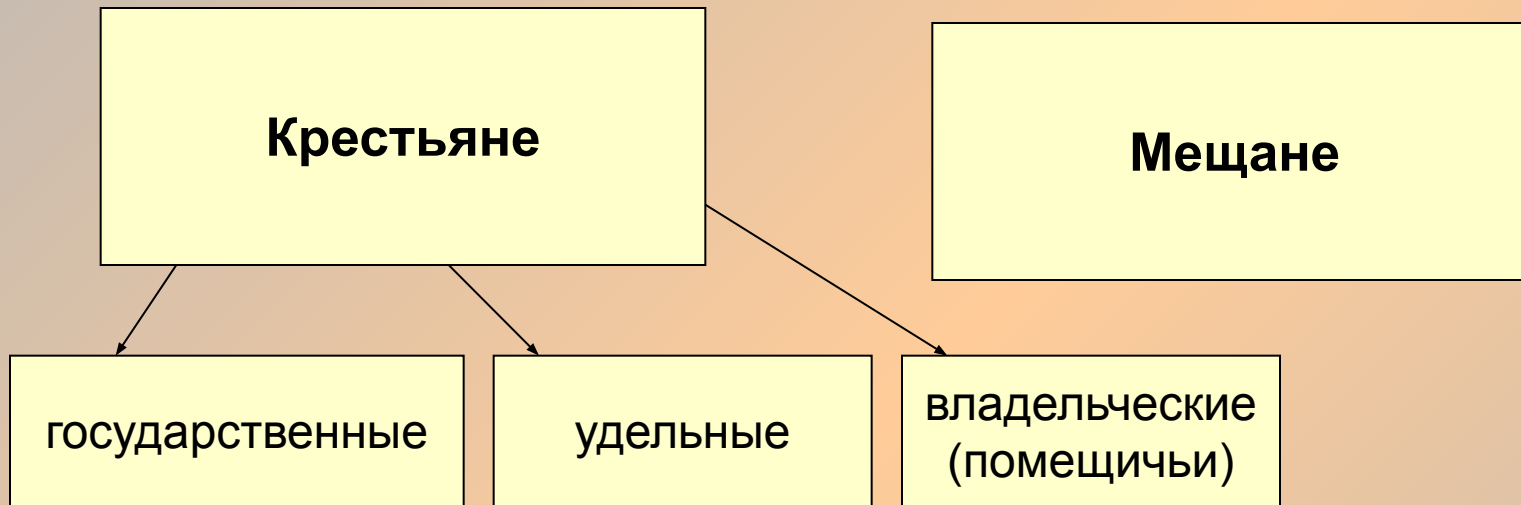 Крестьяне
Мещане
государственные
удельные
владельческие
(помещичьи)